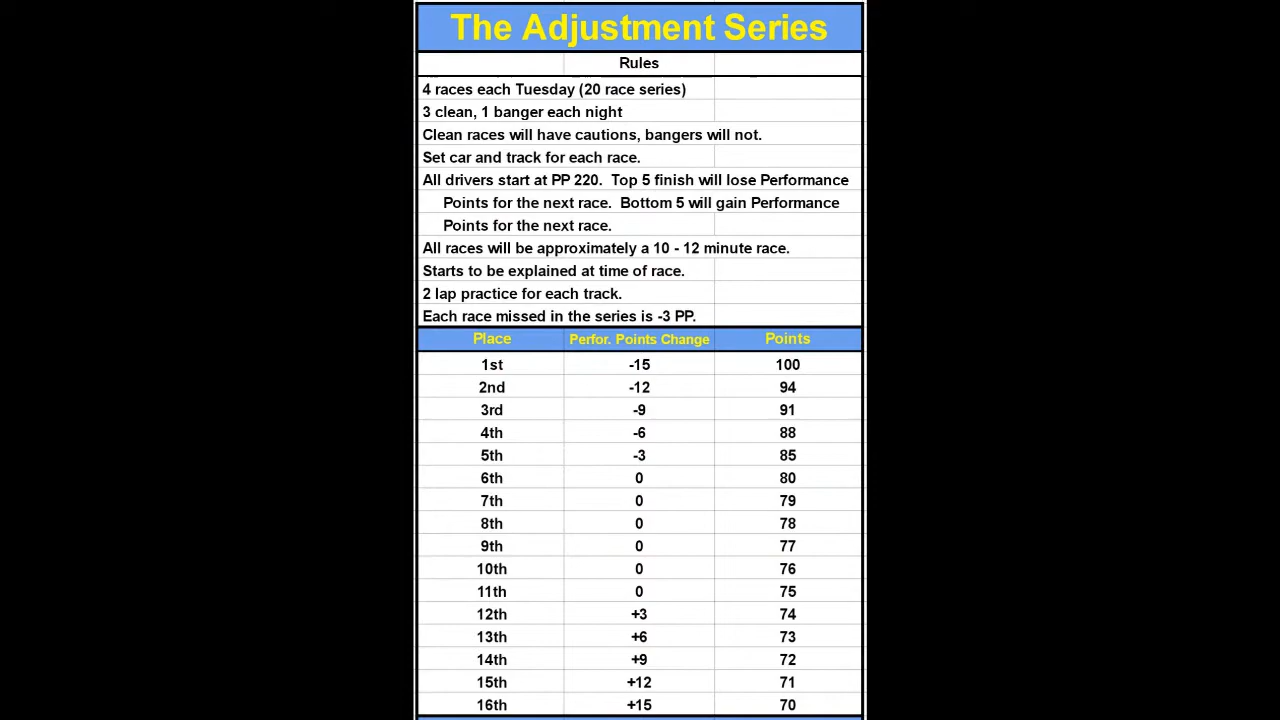 The Adjustment Series
Rules
4 races each Tuesday (20 race series)
3 clean, 1 banger each night
Clean races will have cautions, bangers will not.
Set car and track for each race.
All drivers start at PP 220.  Top 5 finish will lose Performance
Points for the next race.  Bottom 5 will gain Performance
Points for the next race.
All races will be approximately a 10 - 12 minute race.
Starts to be explained at time of race.
2 lap practice for each track.
Each race missed in the series is -3 PP.
Place Perfor. Points Change Points
1st -15 100
2nd -12 94
3rd -9 91
4th -6 88
5th -3 85
6th 0 80
7th 0 79
8th 0 78
9th 0 77
10th 0 76
11th 0 75
12th +3 74
13th +6 73
14th +9 72
15th +12 71
16th +15 70